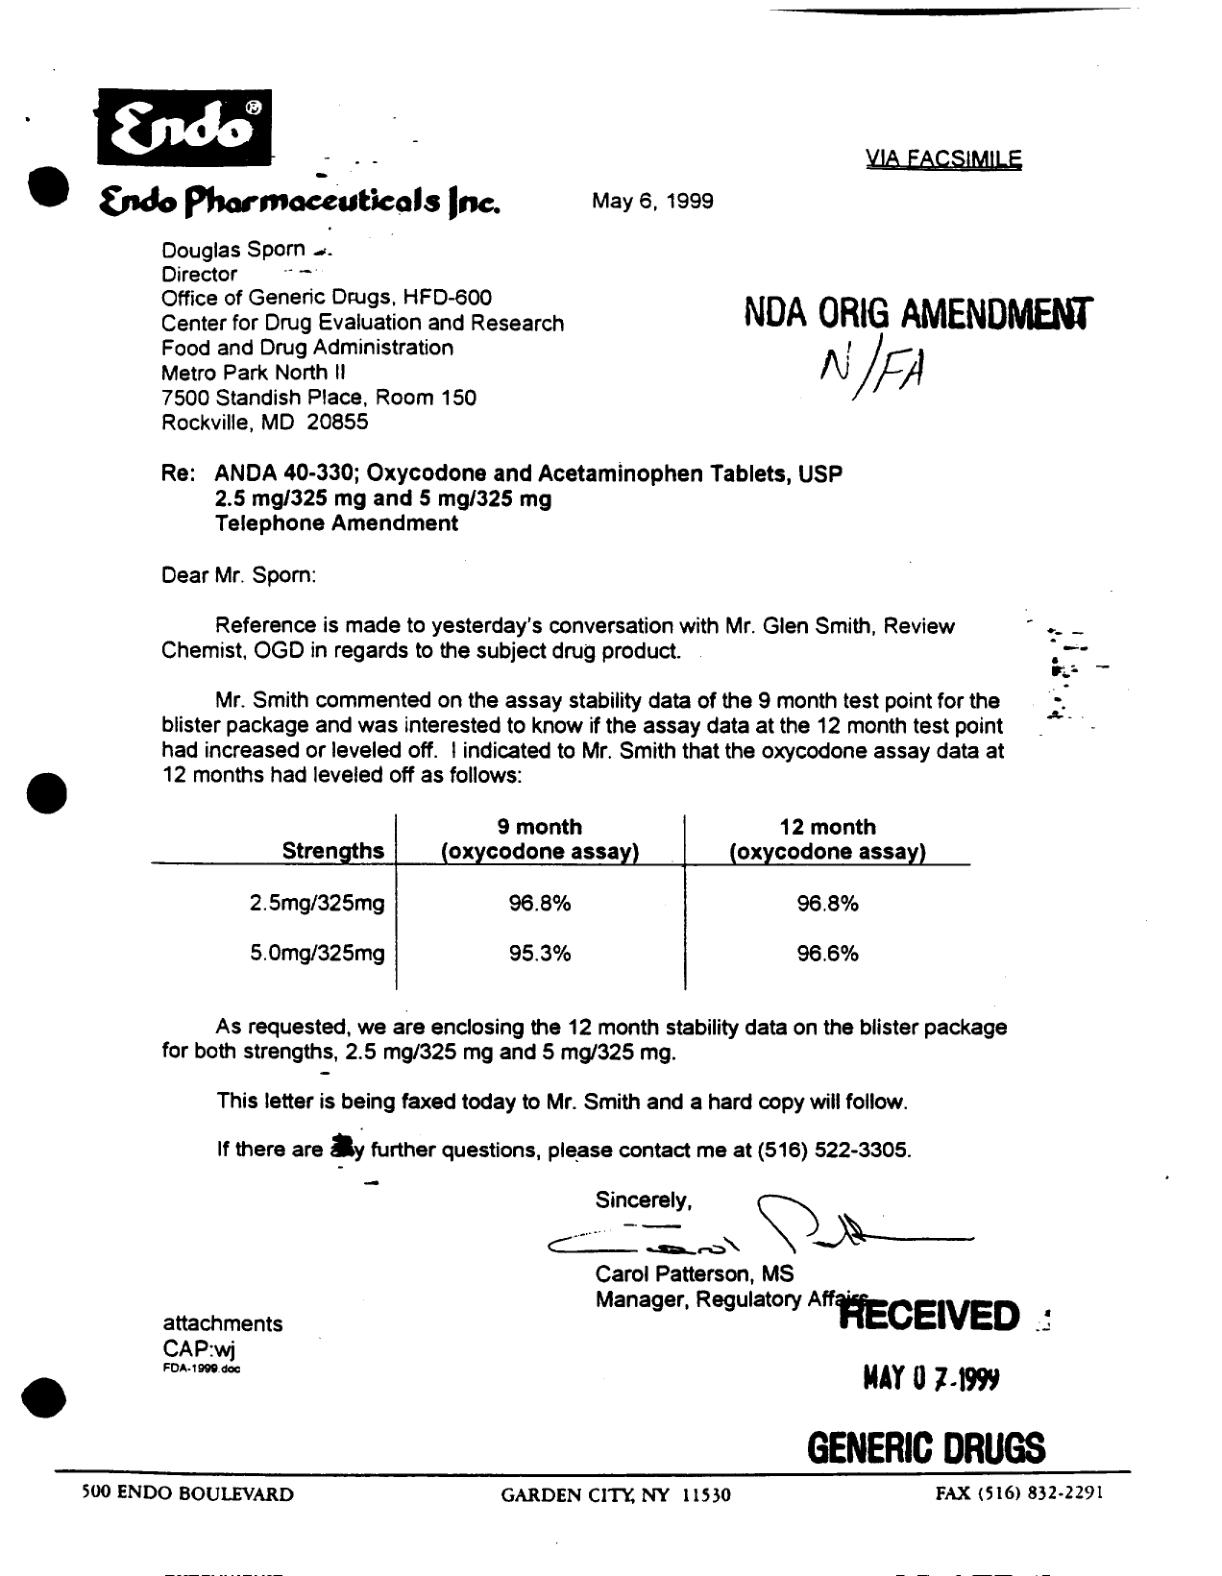 Endo®
VIA FACSIMILE
Endo Pharmaceuticals Inc.
May 6, 1999
Douglas Sporn
Director
Office of Generic Drugs, HFD-600
Center for Drug Evaluation and Research
Food and Drug Administration
Metro Park North II
7500 Standish Place, Room 150
Rockville, MD 20855
NDA ORIG AMENDMENT
N/FA
Re: ANDA 40-330; Oxycodone and Acetaminophen Tablets, USP
2.5 mg/325 mg and 5 mg/325 mg
Telephone Amendment
Dear Mr. Sporn:
Reference is made to yesterday's conversation with Mr. Glen Smith, Review
Chemist, OGD in regards to the subject drug product.
Mr. Smith commented on the assay stability data of the 9 month test point for the
blister package and was interested to know if the assay data at the 12 month test point
had increased or leveled off. I indicated to Mr. Smith that the oxycodone assay data at
12 months had leveled off as follows:
9 month 12 month
Strengths (oxycodone assay) (oxycodone assay)
2.5mg/325mg 96.8% 96.8%
5.0mg/325mg 95.3% 96.6%
As requested, we are enclosing the 12 month stability data on the blister package
for both strengths, 2.5 mg/325 mg and 5 mg/325 mg.
This letter is being faxed today to Mr. Smith and a hard copy will follow.
If there are any further questions, please contact me at (516) 522-3305.
Sincerely,
Carol Patterson, MS
Manager, Regulatory Affairs
RECEIVED
attachments
CAP:wj
FDA-1999.doc
MAY 07 1999
GENERIC DRUGS
500 ENDO BOULEVARD GARDEN CITY, NY 11530 FAX (516) 832-2291